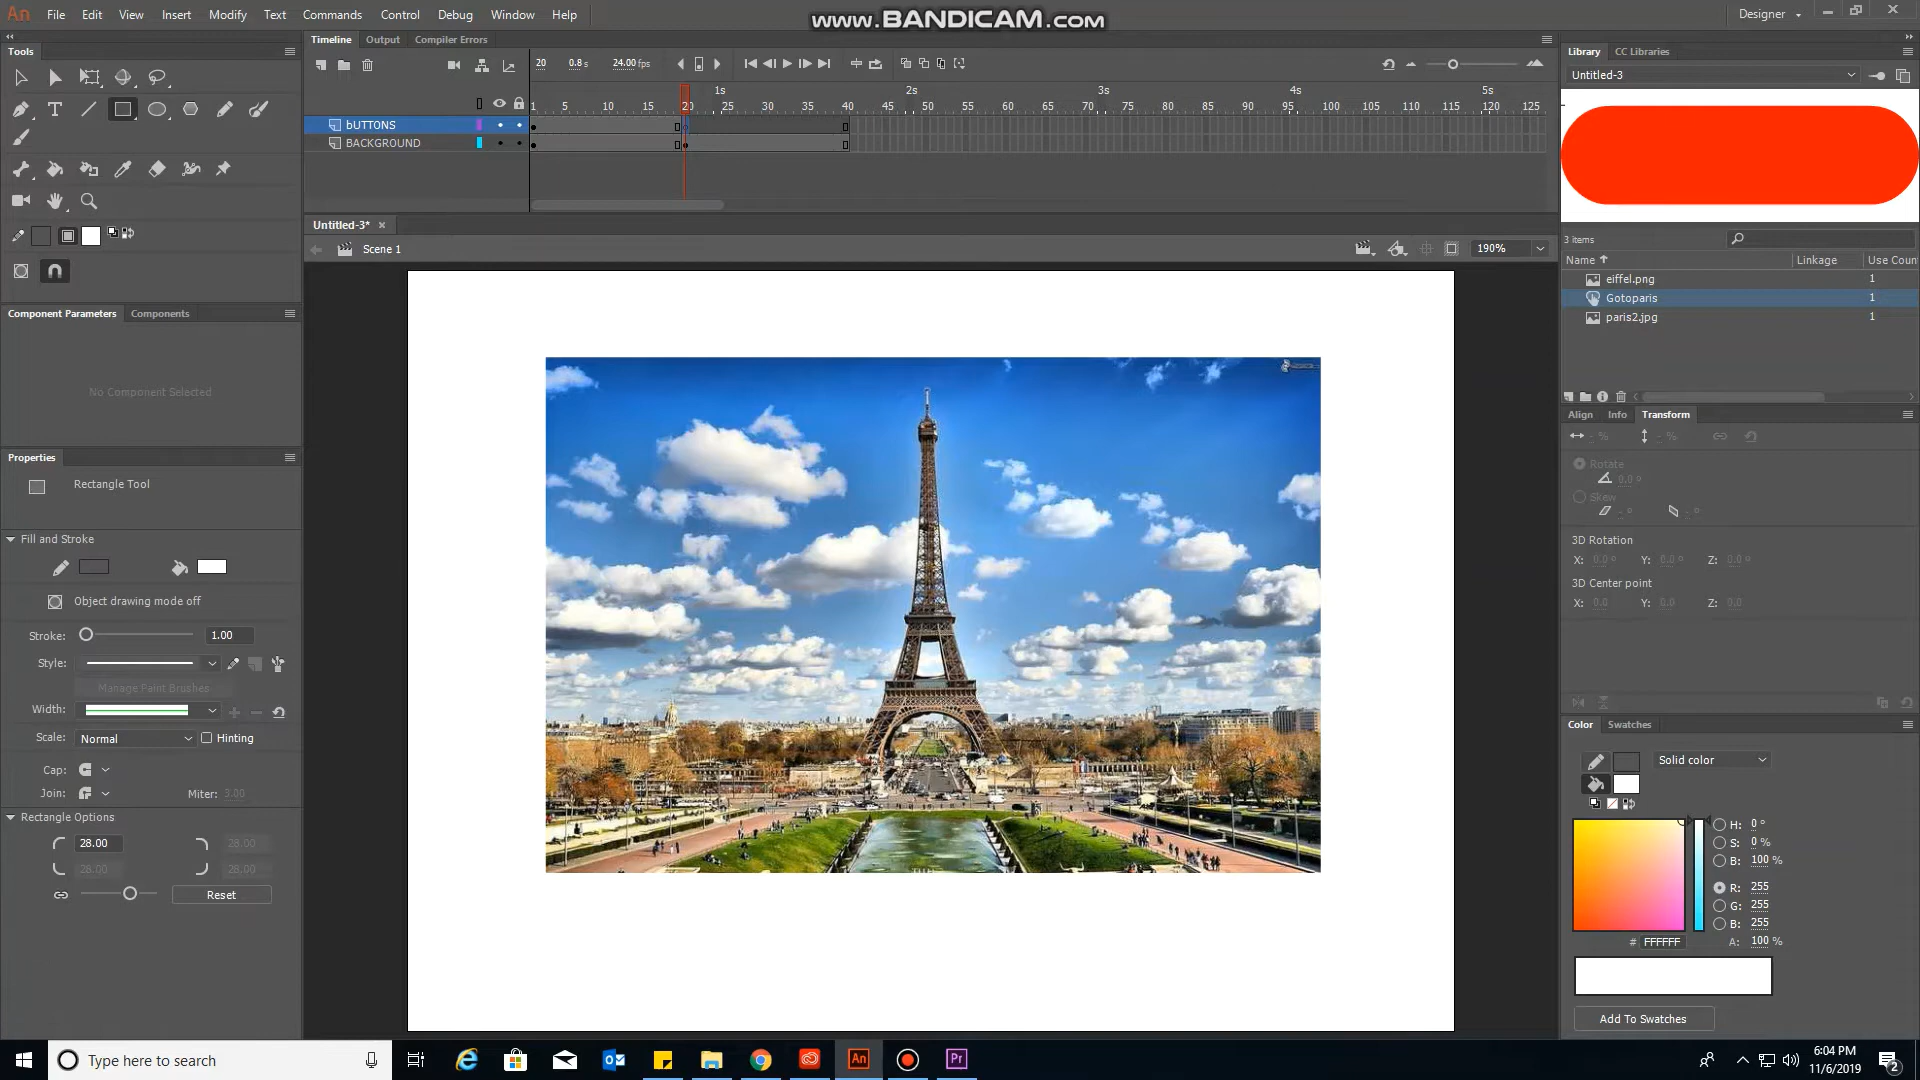 An File Edit View Insert Modify Text Commands Control Debug Window Help
www.BANDICAM.com
Designer
Tools
Timeline Output Compiler Errors
20 0.8 s 24.00 fps
1s 2s 3s 4s 5s
1 5 10 15 20 25 30 35 40 45 50 55 60 65 70 75 80 85 90 95 100 105 110 115 120 125
bUTTONS
BACKGROUND
Untitled-3*
Scene 1
190%
Component Parameters Components
No Component Selected
Properties
Rectangle Tool
Fill and Stroke
Object drawing mode off
Stroke: 1.00
Style:
Manage Paint Brushes
Width:
Scale: Normal Hinting
Cap:
Join: Miter: 3.00
Rectangle Options
28.00 28.00
28.00 28.00
Reset
Library CC Libraries
Untitled-3
3 items
Name Linkage Use Coun
eiffel.png 1
Gotoparis 1
paris2.jpg 1
Align Info Transform
- % - %
Rotate
0.0 °
Skew
- ° - °
3D Rotation
X: 0.0 ° Y: 0.0 ° Z: 0.0 °
3D Center point
X: 0.0 Y: 0.0 Z: 0.0
Color Swatches
Solid color
H: 0 °
S: 0 %
B: 100 %
R: 255
G: 255
B: 255
# FFFFFF A: 100 %
Add To Swatches
Type here to search
An
Pr
6:04 PM
11/6/2019
2